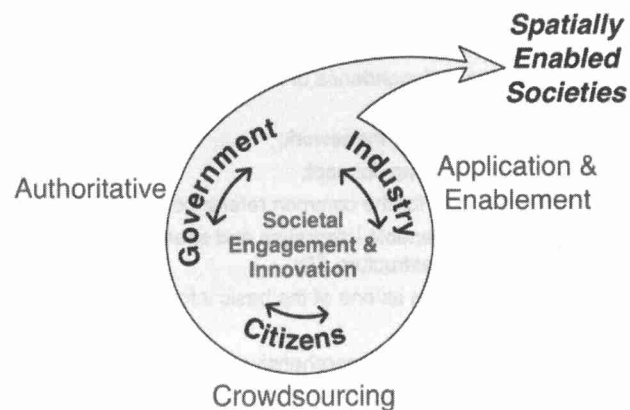 Spatially
Enabled
Societies
Government
Industry
Authoritative
Application &
Enablement
Societal
Engagement &
Innovation
Citizens
Crowdsourcing